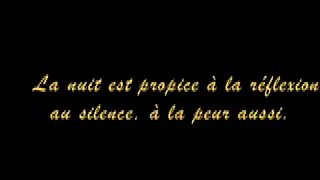 La nuit est propice à la réflexion
au silence, à la peur aussi.